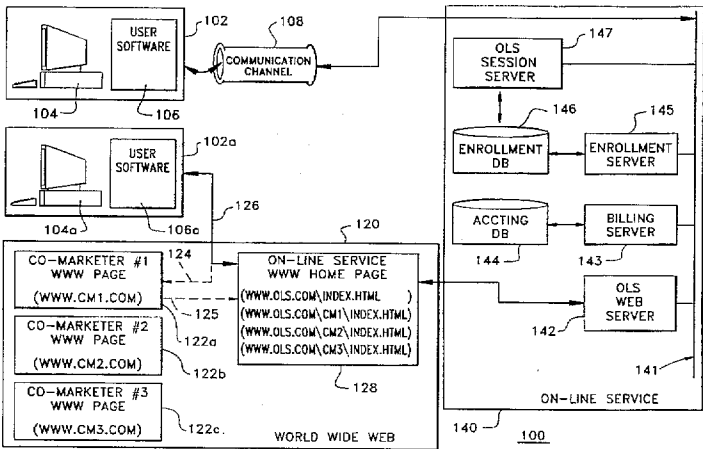 102
108
USER
SOFTWARE
COMMUNICATION
CHANNEL
104
106
OLS
SESSION
SERVER
147
146
145
ENROLLMENT
DB
ENROLLMENT
SERVER
USER
SOFTWARE
102a
126
104a
106a
ACCTING
DB
BILLING
SERVER
144
143
120
CO-MARKETER #1
WWW PAGE
(WWW.CM1.COM)
124
125
122a
ON-LINE SERVICE
WWW HOME PAGE
(WWW.OLS.COM\INDEX.HTML )
(WWW.OLS.COM\CM1\INDEX.HTML)
(WWW.OLS.COM\CM2\INDEX.HTML)
(WWW.OLS.COM\CM3\INDEX.HTML)
128
OLS
WEB
SERVER
142
141
CO-MARKETER #2
WWW PAGE
(WWW.CM2.COM)
122b
CO-MARKETER #3
WWW PAGE
(WWW.CM3.COM)
122c.
WORLD WIDE WEB
ON-LINE SERVICE
140
100